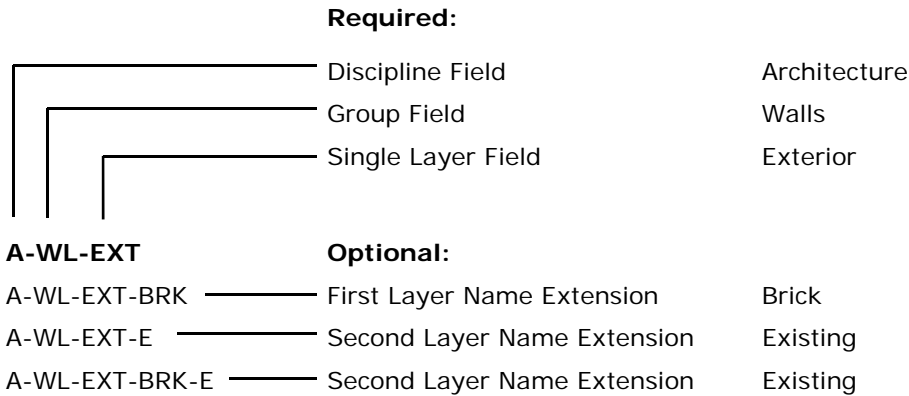 Required:
Discipline Field Architecture
Group Field Walls
Single Layer Field Exterior
A-WL-EXT Optional:
A-WL-EXT-BRK First Layer Name Extension Brick
A-WL-EXT-E Second Layer Name Extension Existing
A-WL-EXT-BRK-E Second Layer Name Extension Existing